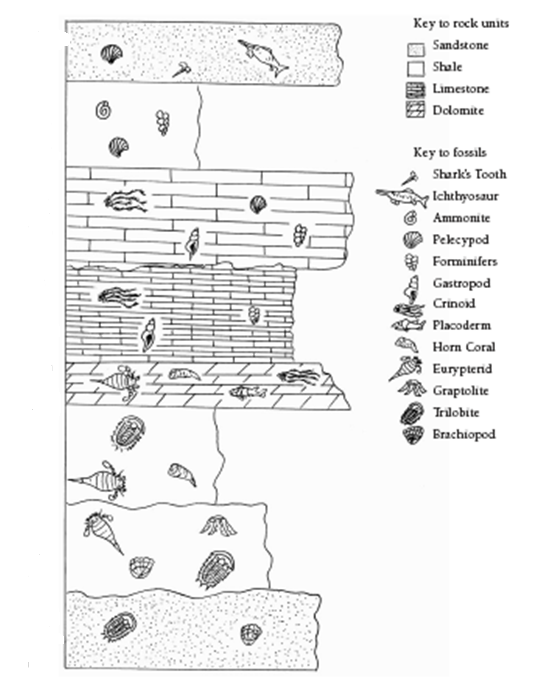 Key to rock units
Sandstone
Shale
Limestone
Dolomite
Key to fossils
Shark's Tooth
Ichthyosaur
Ammonite
Pelecypod
Forminifers
Gastropod
Crinoid
Placoderm
Horn Coral
Eurypterid
Graptolite
Trilobite
Brachiopod